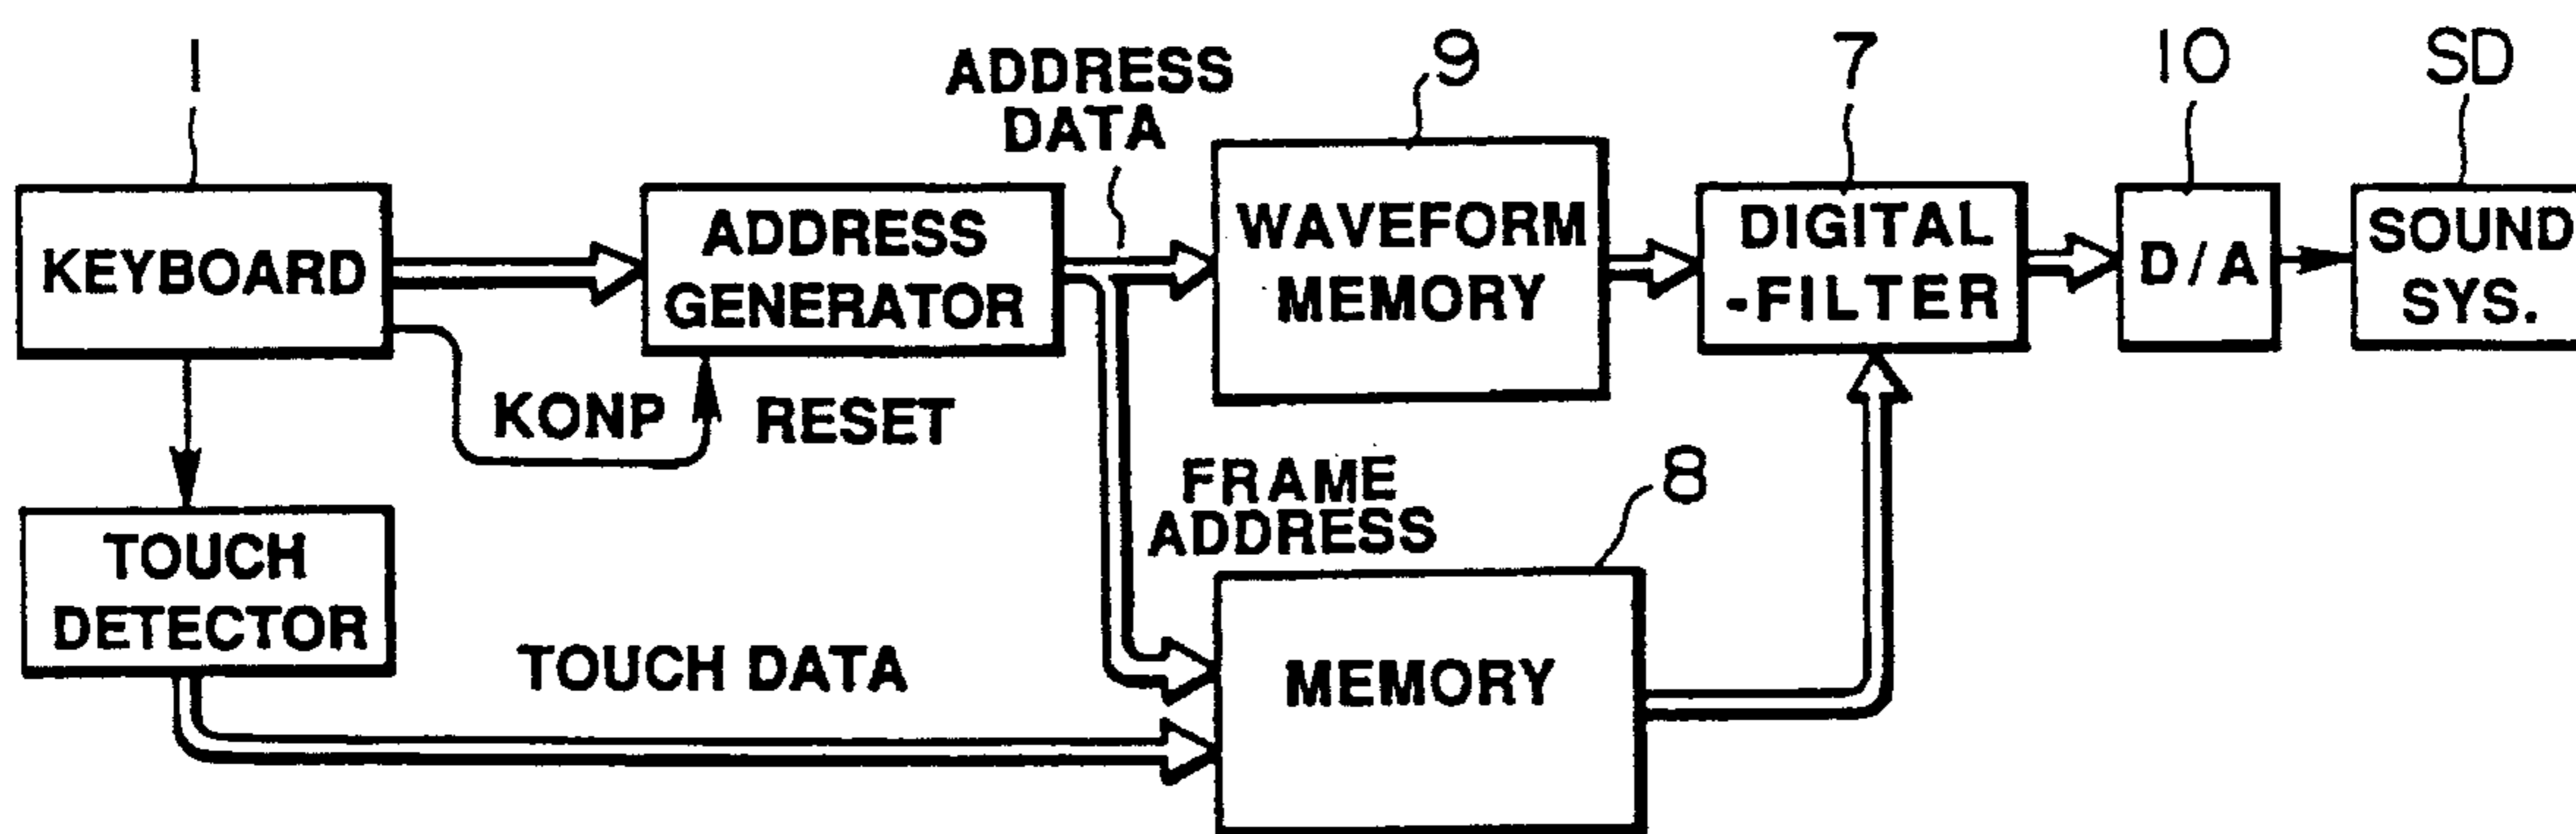 1
ADDRESS
DATA
9
7
10
SD
KEYBOARD
ADDRESS
GENERATOR
WAVEFORM
MEMORY
DIGITAL
-FILTER
D/A
SOUND
SYS.
KONP
RESET
FRAME
ADDRESS
8
TOUCH
DETECTOR
TOUCH DATA
MEMORY